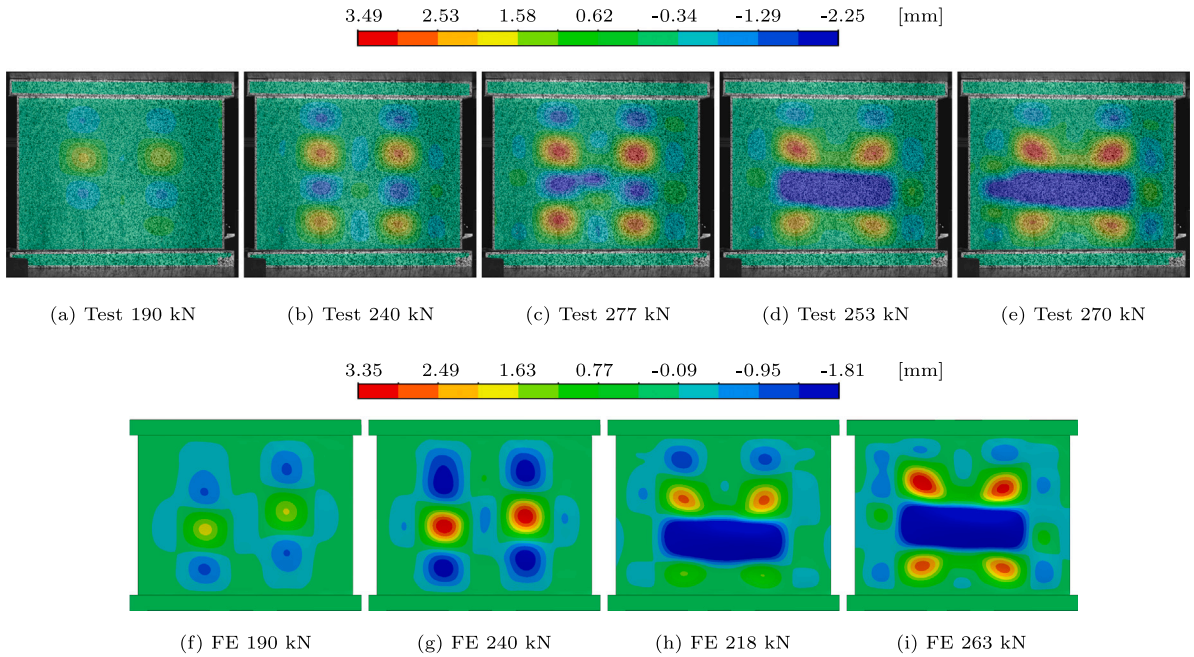 3.49 2.53 1.58 0.62 -0.34 -1.29 -2.25 [mm]
(a) Test 190 kN (b) Test 240 kN (c) Test 277 kN (d) Test 253 kN (e) Test 270 kN
3.35 2.49 1.63 0.77 -0.09 -0.95 -1.81 [mm]
(f) FE 190 kN (g) FE 240 kN (h) FE 218 kN (i) FE 263 kN